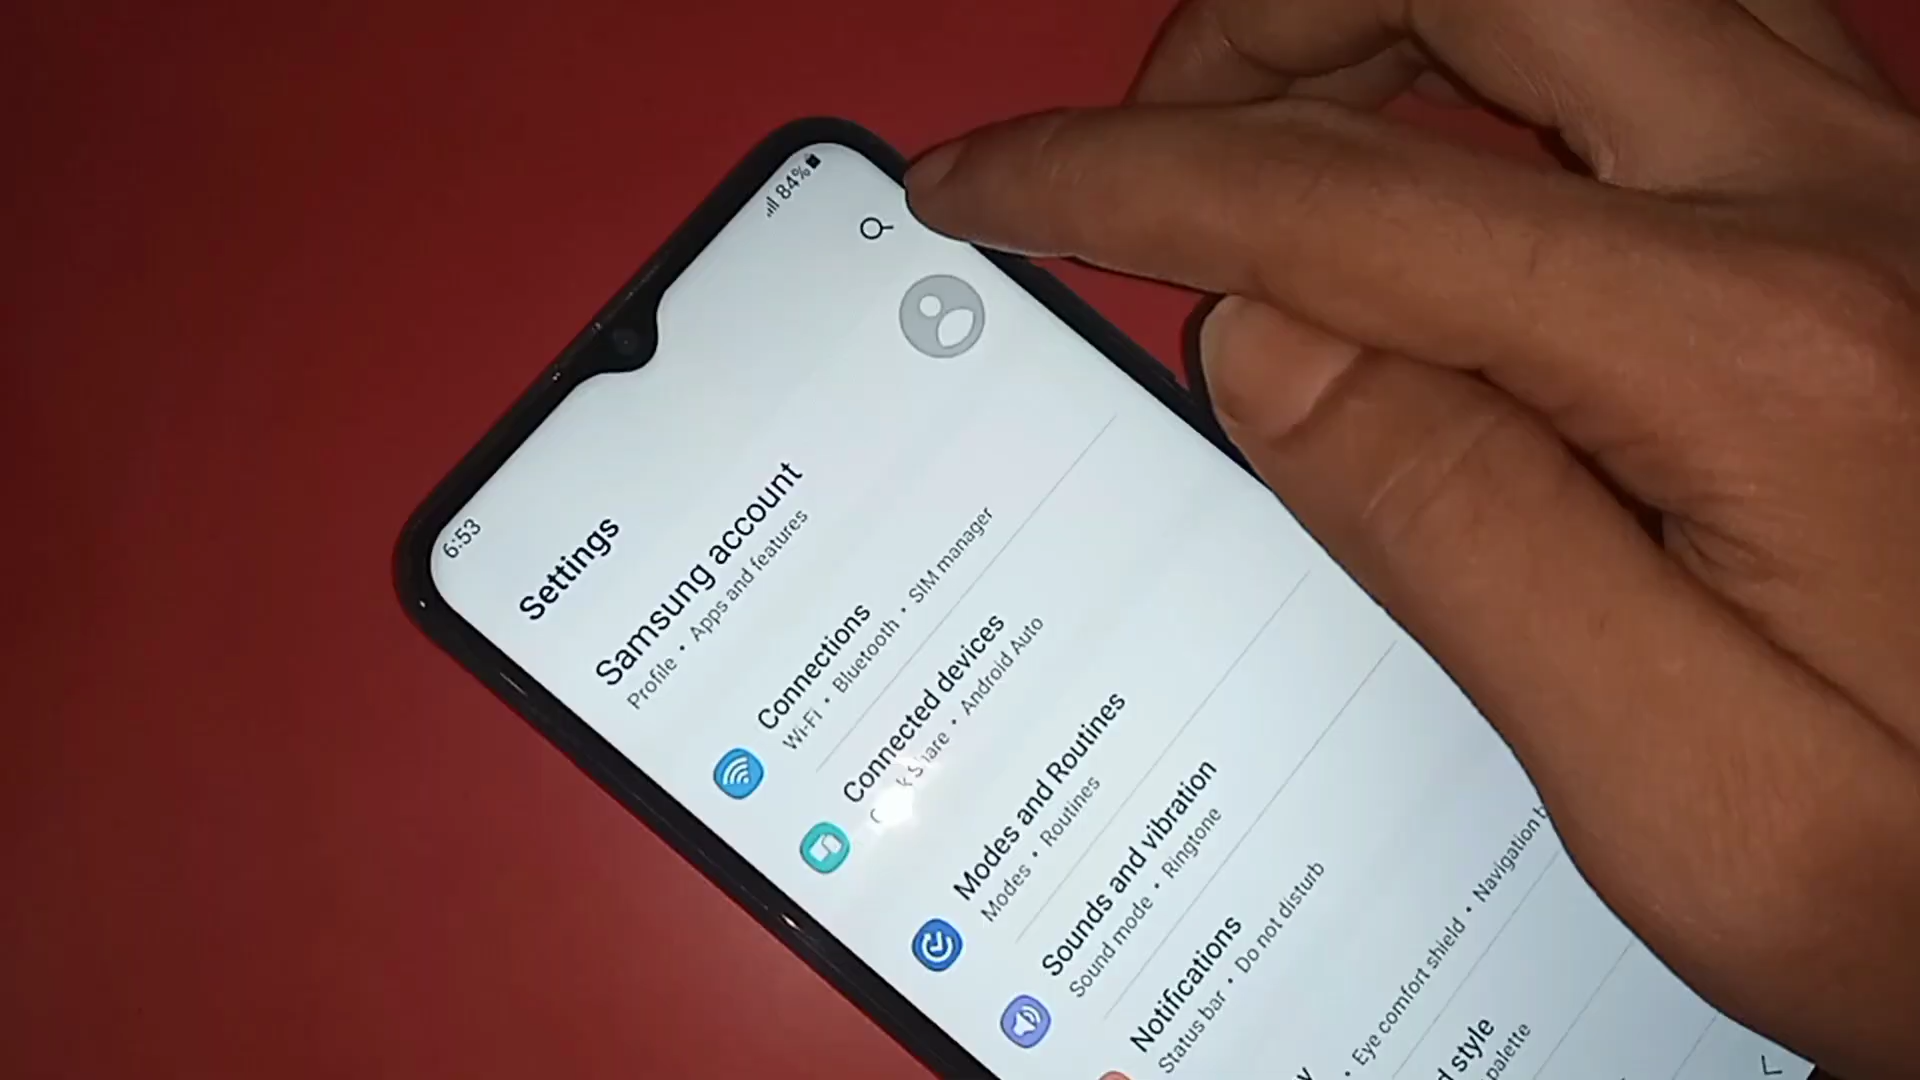 6:53
84%
Settings
Samsung account
Profile • Apps and features
Connections
Wi-Fi • Bluetooth • SIM manager
Connected devices
Share • Android Auto
Modes and Routines
Modes • Routines
Sounds and vibration
Sound mode • Ringtone
Notifications
Status bar • Do not disturb
• Eye comfort shield • Navigation
style
palette